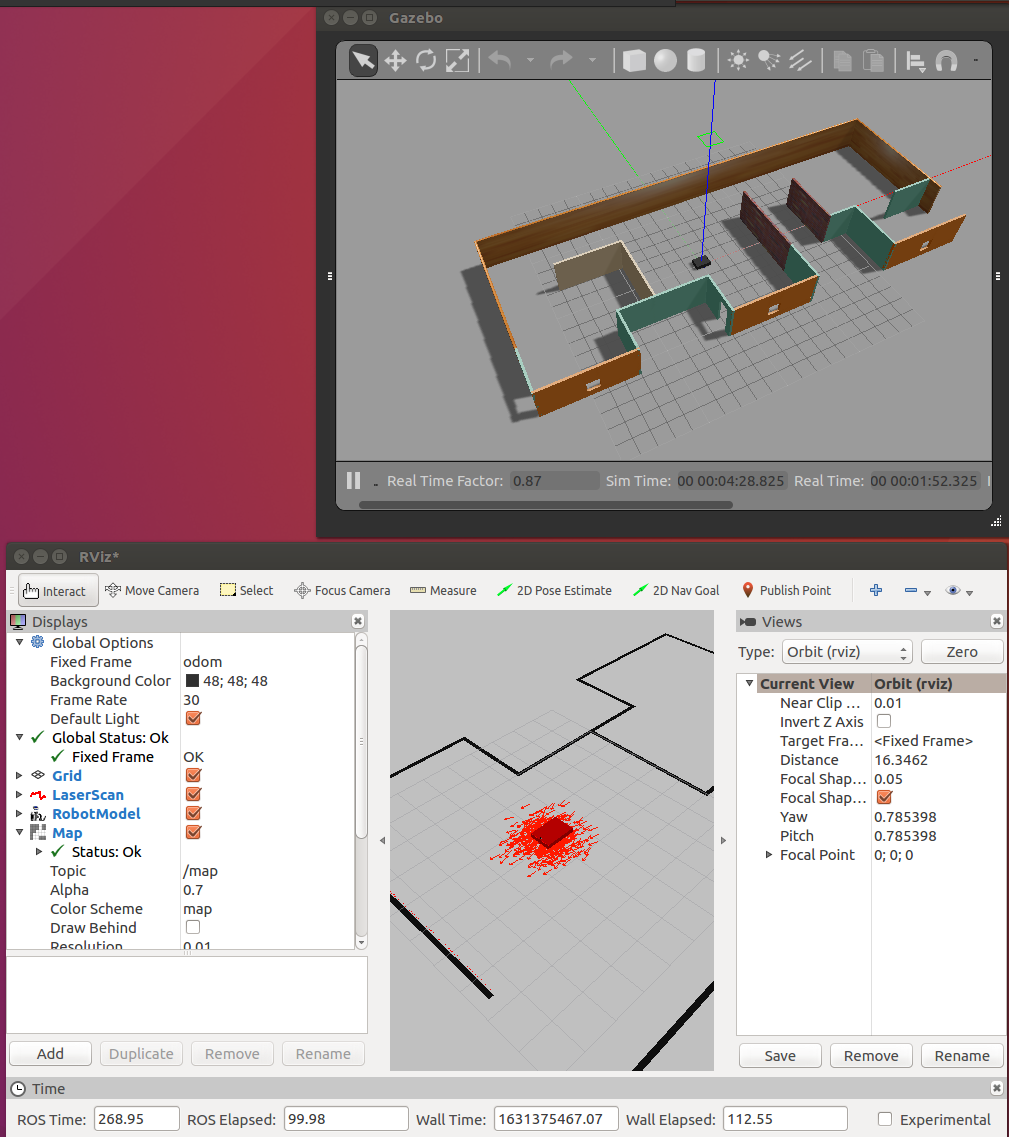 Gazebo
Real Time Factor: 0.87 Sim Time: 00 00:04:28.825 Real Time: 00 00:01:52.325
RViz*
Interact Move Camera Select Focus Camera Measure 2D Pose Estimate 2D Nav Goal Publish Point
Displays
Global Options
Fixed Frame odom
Background Color 48; 48; 48
Frame Rate 30
Default Light
Global Status: Ok
Fixed Frame OK
Grid
LaserScan
RobotModel
Map
Status: Ok
Topic /map
Alpha 0.7
Color Scheme map
Draw Behind
Resolution 0.01
Add Duplicate Remove Rename
Views
Type: Orbit (rviz) Zero
Current View Orbit (rviz)
Near Clip ... 0.01
Invert Z Axis
Target Fra... <Fixed Frame>
Distance 16.3462
Focal Shap... 0.05
Focal Shap...
Yaw 0.785398
Pitch 0.785398
Focal Point 0; 0; 0
Save Remove Rename
Time
ROS Time: 268.95 ROS Elapsed: 99.98 Wall Time: 1631375467.07 Wall Elapsed: 112.55 Experimental